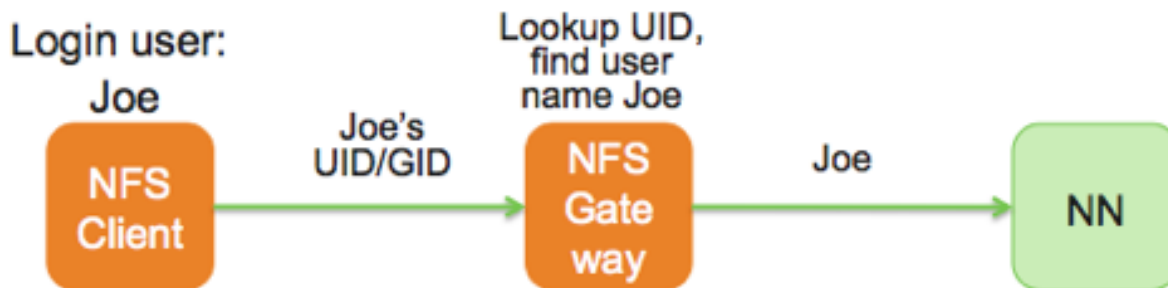 Login user:
Joe
NFS
Client
Joe's
UID/GID
Lookup UID,
find user
name Joe
NFS
Gate
way
Joe
NN